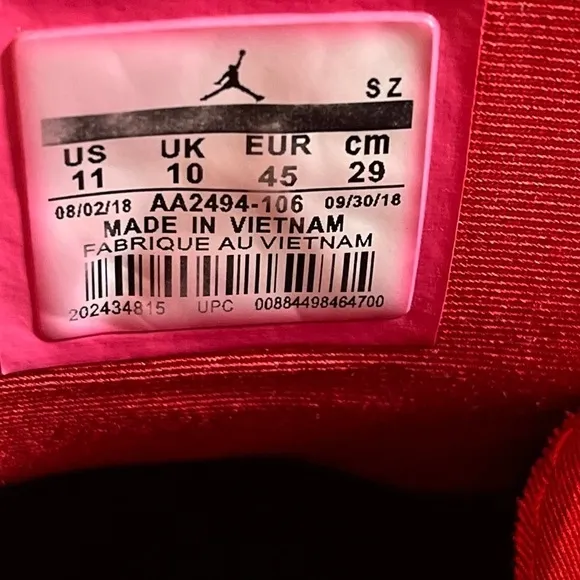 SZ
US UK EUR cm
11 10 45 29
08/02/18 AA2494-106 09/30/18
MADE IN VIETNAM
FABRIQUE AU VIETNAM
202434815 UPC 00884498464700